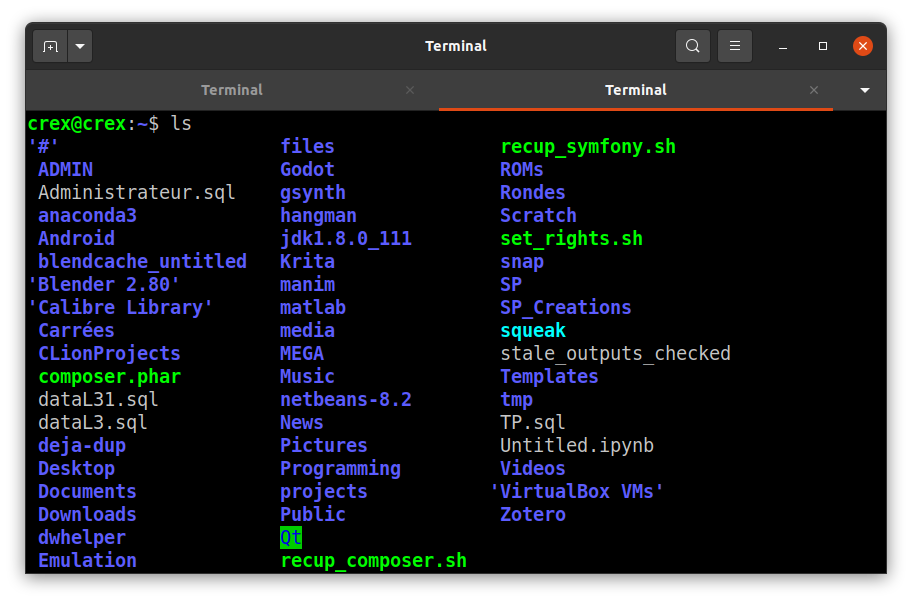 Terminal
Terminal Terminal
crex@crex:~$ ls
'#' files recup_symfony.sh
ADMIN Godot ROMs
Administrateur.sql gsynth Rondes
anaconda3 hangman Scratch
Android jdk1.8.0_111 set_rights.sh
blendcache_untitled Krita snap
'Blender 2.80' manim SP
'Calibre Library' matlab SP_Creations
Carrées media squeak
CLionProjects MEGA stale_outputs_checked
composer.phar Music Templates
dataL31.sql netbeans-8.2 tmp
dataL3.sql News TP.sql
deja-dup Pictures Untitled.ipynb
Desktop Programming Videos
Documents projects 'VirtualBox VMs'
Downloads Public Zotero
dwhelper Qt
Emulation recup_composer.sh